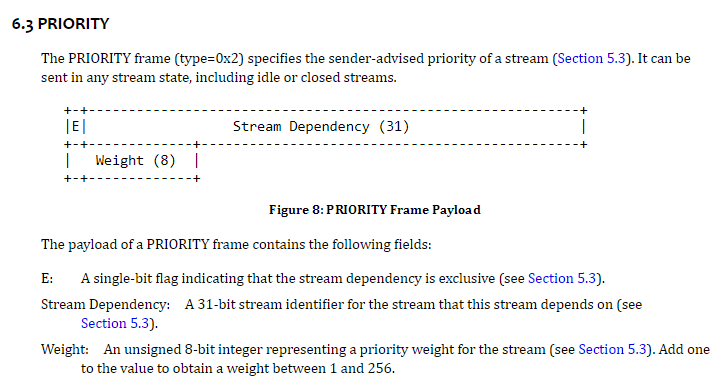 6.3 PRIORITY
The PRIORITY frame (type=0x2) specifies the sender-advised priority of a stream (Section 5.3). It can be
sent in any stream state, including idle or closed streams.
+-+-------------------------------------------------------------+
|E|                  Stream Dependency (31)                     |
+-+-------------+-----------------------------------------------+
|   Weight (8)  |
+-+-------------+
Figure 8: PRIORITY Frame Payload
The payload of a PRIORITY frame contains the following fields:
E: A single-bit flag indicating that the stream dependency is exclusive (see Section 5.3).
Stream Dependency: A 31-bit stream identifier for the stream that this stream depends on (see
Section 5.3).
Weight: An unsigned 8-bit integer representing a priority weight for the stream (see Section 5.3). Add one
to the value to obtain a weight between 1 and 256.